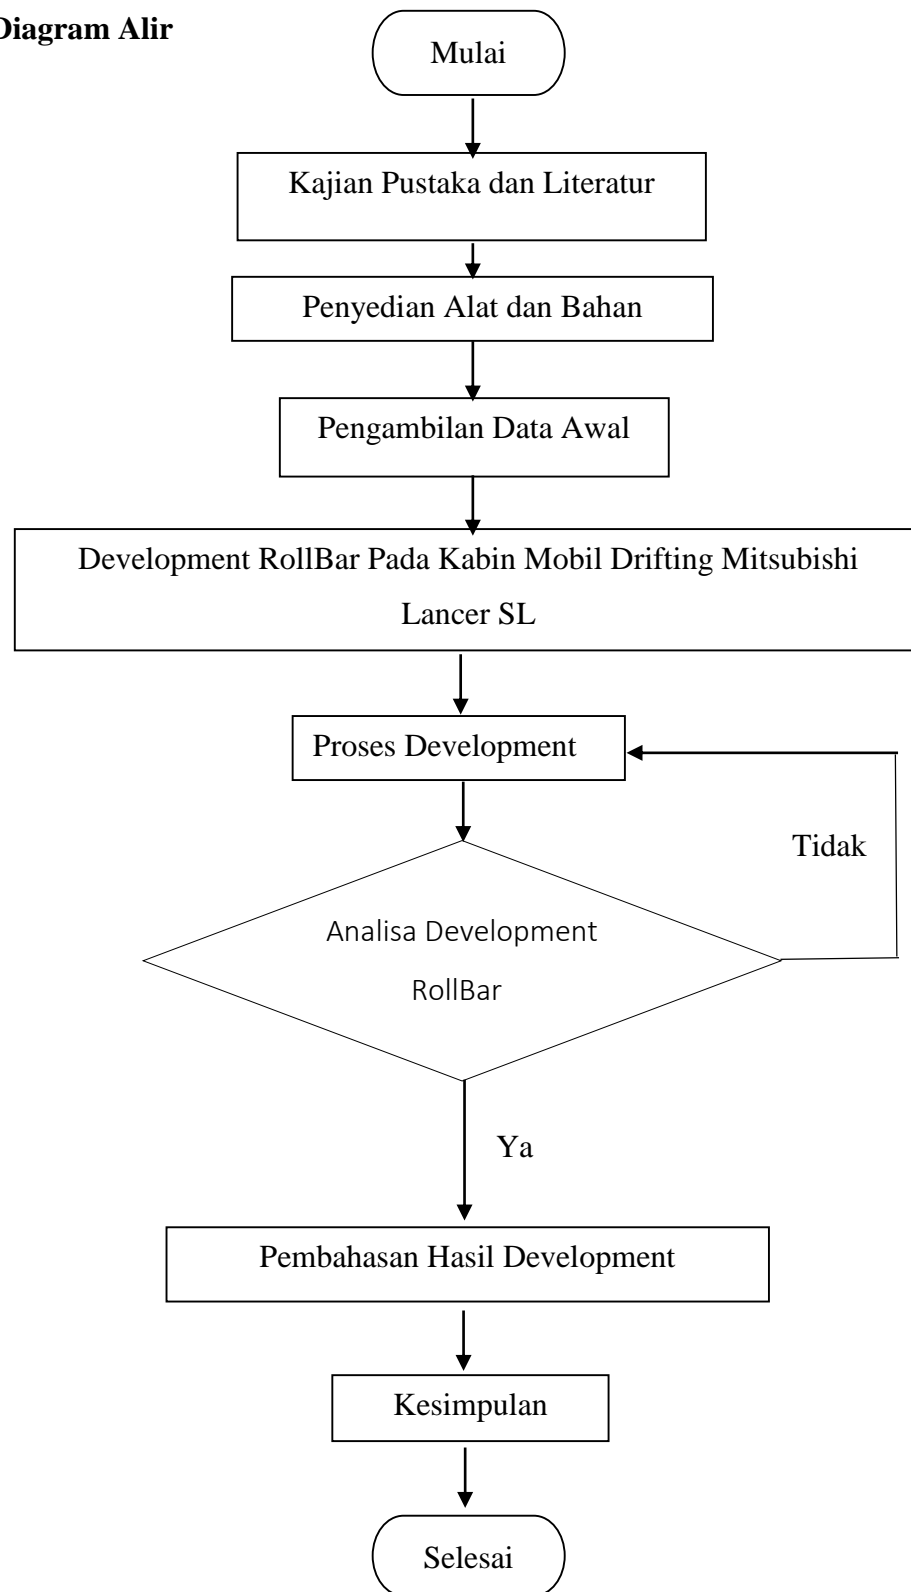 Diagram Alir
Mulai
Kajian Pustaka dan Literatur
Penyedian Alat dan Bahan
Pengambilan Data Awal
Development RollBar Pada Kabin Mobil Drifting Mitsubishi
Lancer SL
Proses Development
Tidak
Analisa Development
RollBar
Ya
Pembahasan Hasil Development
Kesimpulan
Selesai